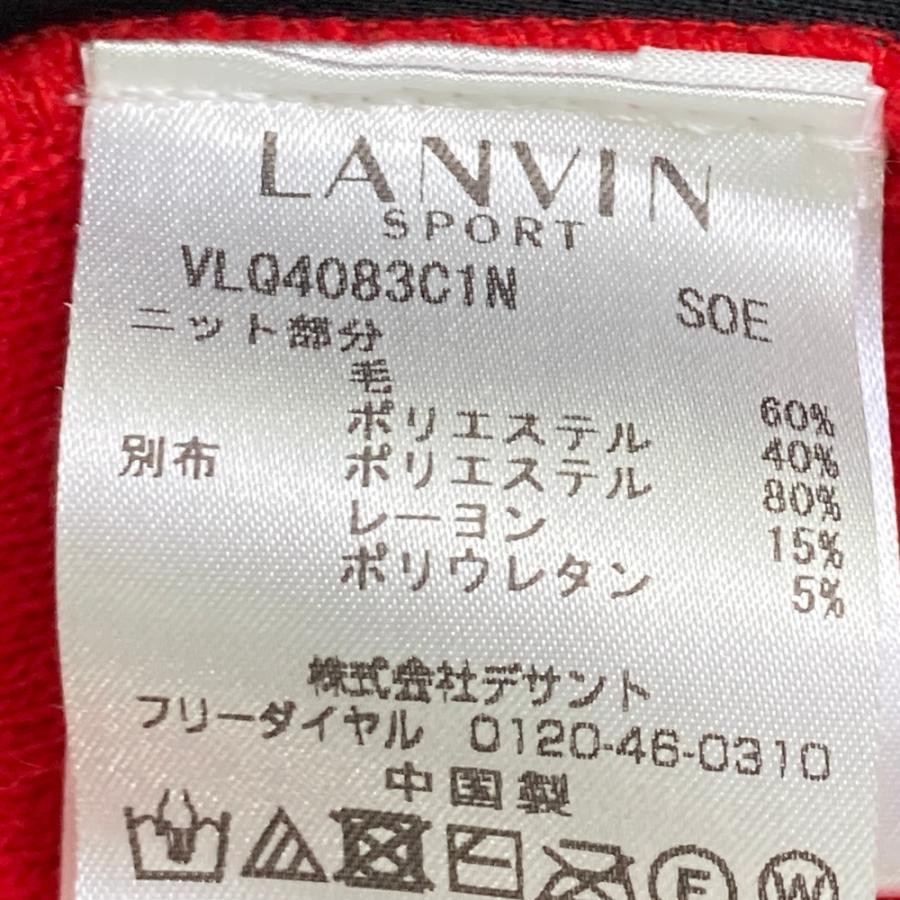 LANVIN
SPORT
VLQ4083C1N SOE
ニット部分
毛 60%
ポリエステル 40%
別布 ポリエステル 80%
レーヨン 15%
ポリウレタン 5%
株式会社デサント
フリーダイヤル 0120-46-0310
中国製
F W